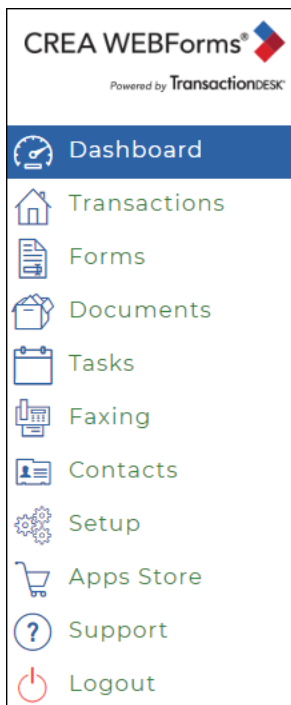 CREA WEBForms®
Powered by TransactionDESK®
Dashboard
Transactions
Forms
Documents
Tasks
Faxing
Contacts
Setup
Apps Store
? Support
Logout